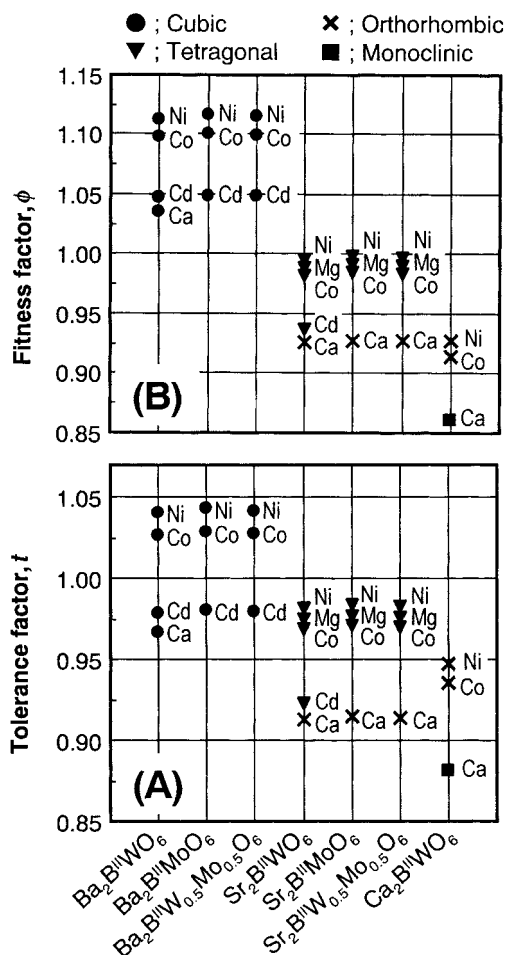 ● ; Cubic × ; Orthorhombic
▼ ; Tetragonal ■ ; Monoclinic
Fitness factor, ϕ
1.15
1.10
1.05
1.00
0.95
0.90
0.85
Ni Ni Ni
Co Co Co
Cd Cd Cd
Ca
Ni Ni Ni
Mg Mg Mg
Co Co Co
Cd
Ca Ca Ca Ni
Co
Ca
(B)
Tolerance factor, t
1.05
1.00
0.95
0.90
0.85
Ni Ni Ni
Co Co Co
Cd Cd Cd
Ca
Ni Ni Ni
Mg Mg Mg
Co Co Co
Ni
Co
Cd
Ca Ca Ca
Ca
(A)
Ba₂BᴵᴵWO₆
Ba₂BᴵᴵMoO₆
Ba₂BᴵᴵW₀.₅Mo₀.₅O₆
Sr₂BᴵᴵWO₆
Sr₂BᴵᴵMoO₆
Sr₂BᴵᴵW₀.₅Mo₀.₅O₆
Ca₂BᴵᴵWO₆